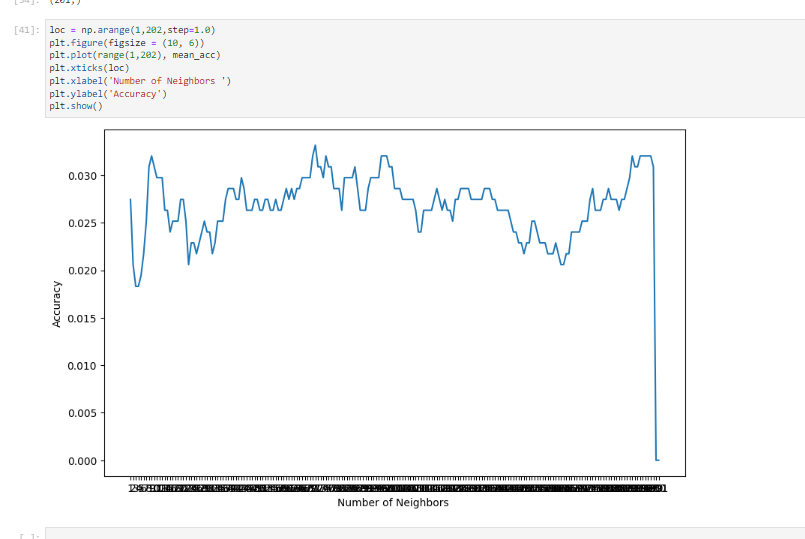 [41]: loc = np.arange(1,202,step=1.0)
plt.figure(figsize = (10, 6))
plt.plot(range(1,202), mean_acc)
plt.xticks(loc)
plt.xlabel('Number of Neighbors ')
plt.ylabel('Accuracy')
plt.show()
0.030
0.025
0.020
0.015
0.010
0.005
0.000
Accuracy
Number of Neighbors
[ ]: